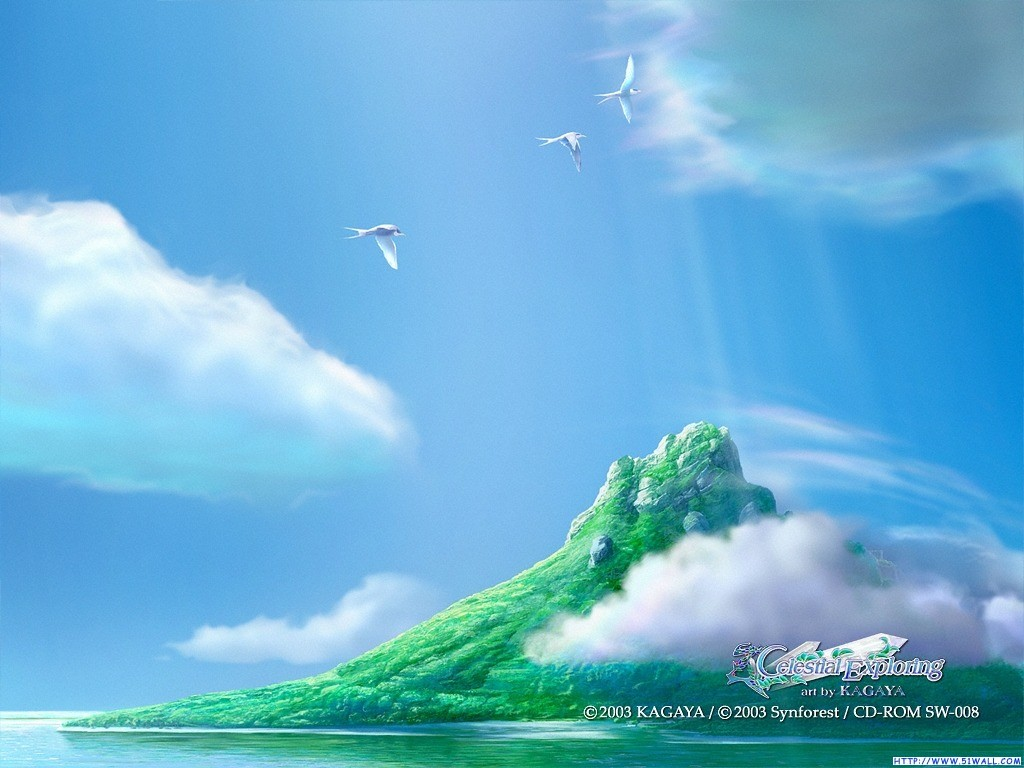 Celestial Exploring
art by KAGAYA
©2003 KAGAYA / ©2003 Synforest / CD-ROM SW-008
HTTP://WWW.51WALL.COM